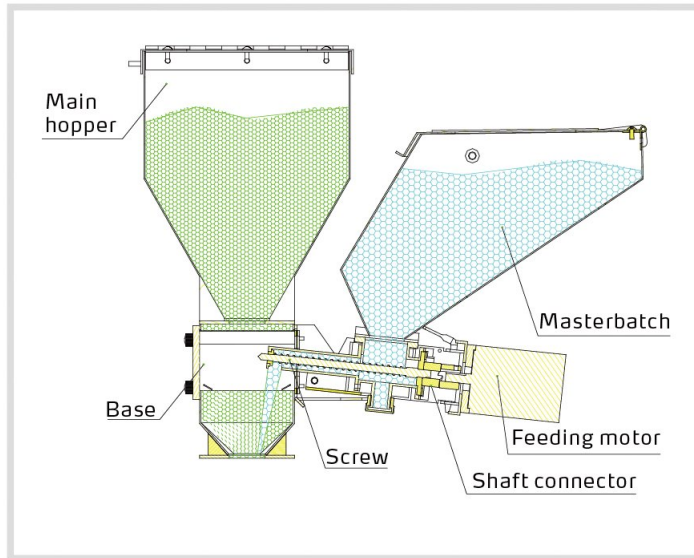 Main
hopper
Masterbatch
Base
Feeding motor
Screw
Shaft connector